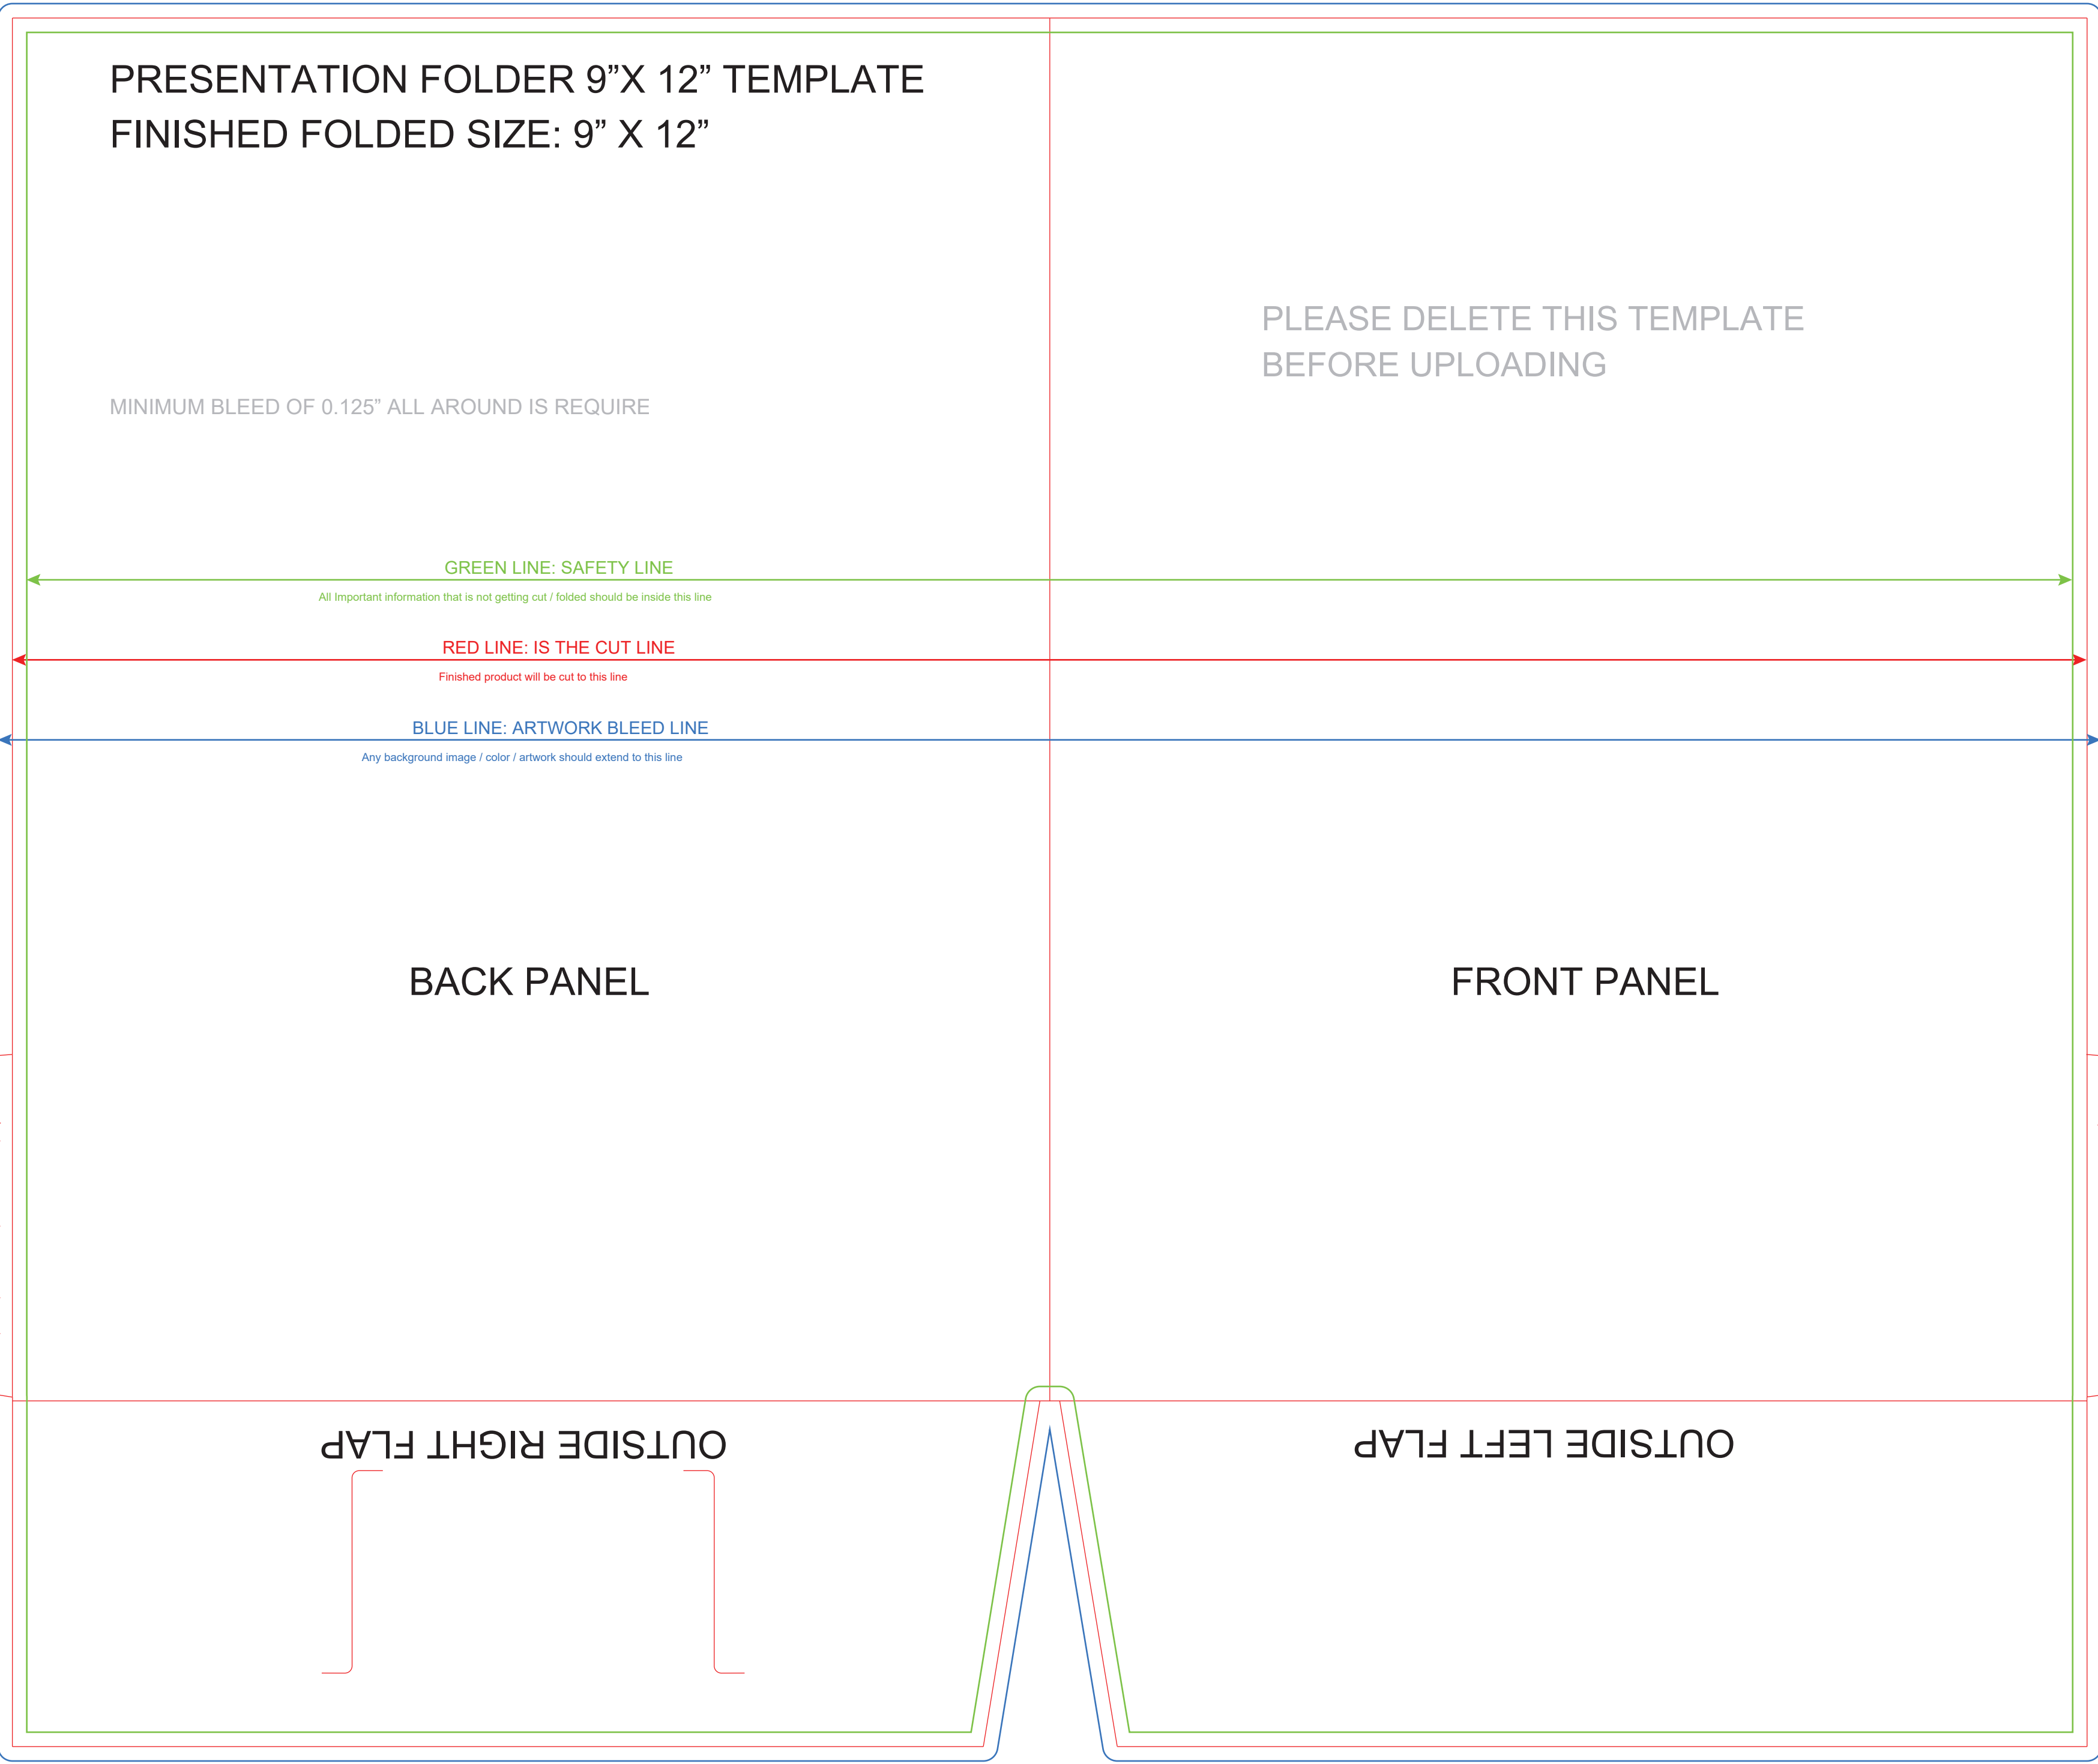 PRESENTATION FOLDER 9”X 12” TEMPLATE
FINISHED FOLDED SIZE: 9” X 12”
PLEASE DELETE THIS TEMPLATE
BEFORE UPLOADING
MINIMUM BLEED OF 0.125” ALL AROUND IS REQUIRE
GREEN LINE: SAFETY LINE
All Important information that is not getting cut / folded should be inside this line
RED LINE: IS THE CUT LINE
Finished product will be cut to this line
BLUE LINE: ARTWORK BLEED LINE
Any background image / color / artwork should extend to this line
BACK PANEL
FRONT PANEL
OUTSIDE RIGHT FLAP
OUTSIDE LEFT FLAP